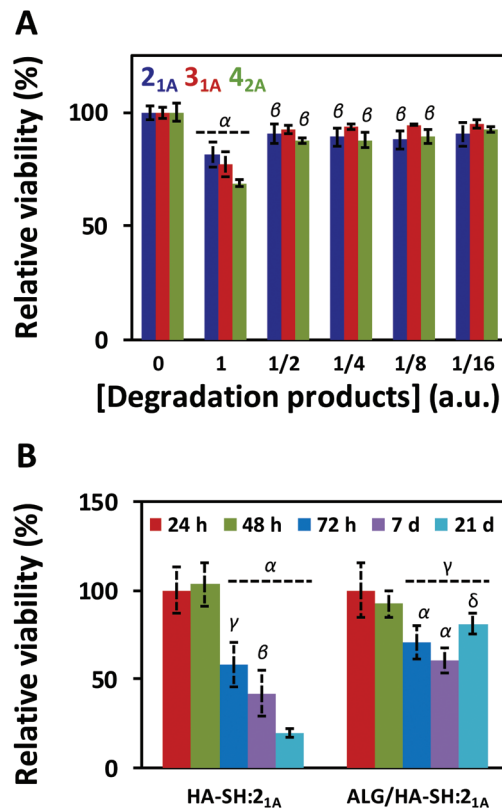 A
2₁A 3₁A 4₂A
Relative viability (%)
100
50
0
α
β β β β β β
0 1 1/2 1/4 1/8 1/16
[Degradation products] (a.u.)
B
Relative viability (%)
150
100
50
0
24 h 48 h 72 h 7 d 21 d
α γ
γ β α α δ
HA-SH:2₁A ALG/HA-SH:2₁A